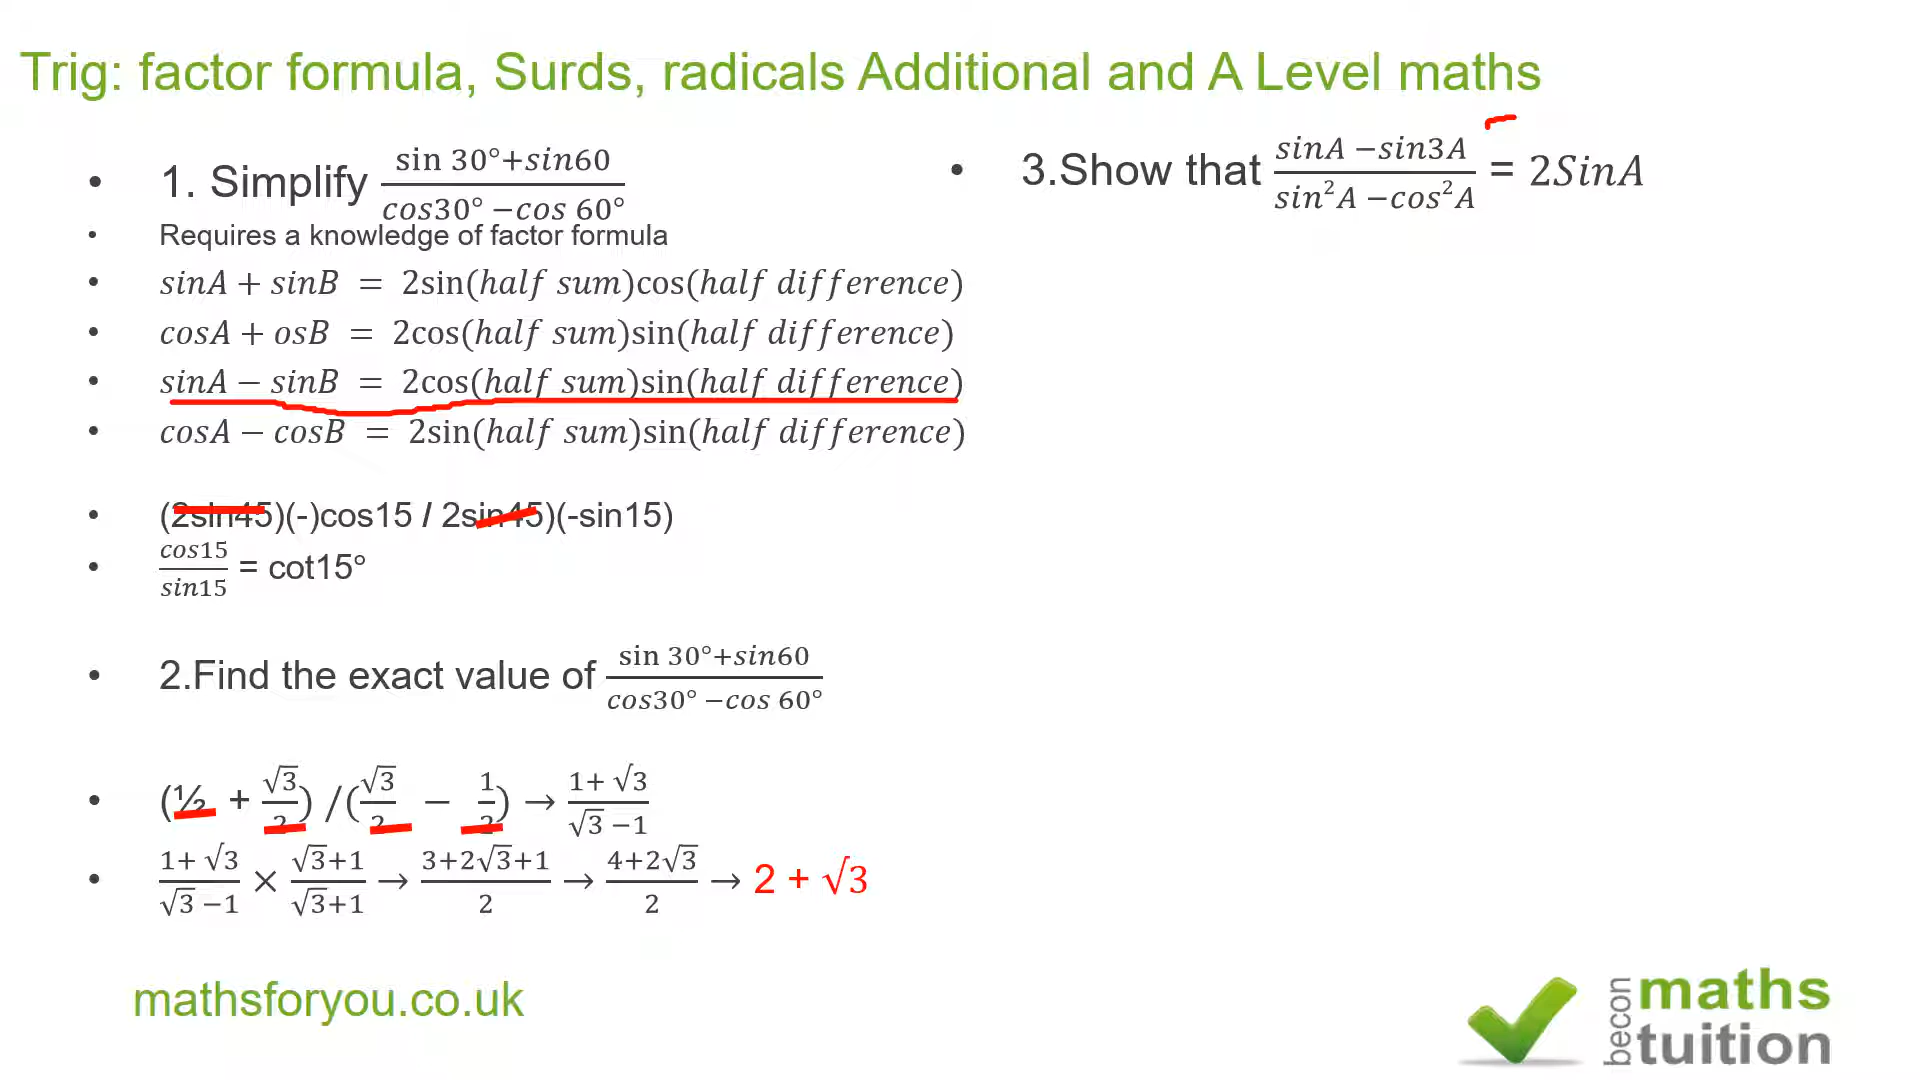 Trig: factor formula, Surds, radicals Additional and A Level maths
• 1. Simplify (sin 30°+sin60)/(cos30° −cos 60°)
• Requires a knowledge of factor formula
• sinA + sinB = 2sin(half sum)cos(half difference)
• cosA + osB = 2cos(half sum)sin(half difference)
• sinA − sinB = 2cos(half sum)sin(half difference)
• cosA − cosB = 2sin(half sum)sin(half difference)
• (2sin45)(-)cos15 / 2sin45)(-sin15)
• cos15/sin15 = cot15°
• 2.Find the exact value of (sin 30°+sin60)/(cos30° −cos 60°)
• (½ + √3/2) /(√3/2 − 1/2) → (1+ √3)/(√3 −1)
• (1+ √3)/(√3 −1) × (√3+1)/(√3+1) → (3+2√3+1)/2 → (4+2√3)/2 → 2 + √3
• 3.Show that (sinA −sin3A)/(sin²A −cos²A) = 2SinA
mathsforyou.co.uk
becon maths tuition